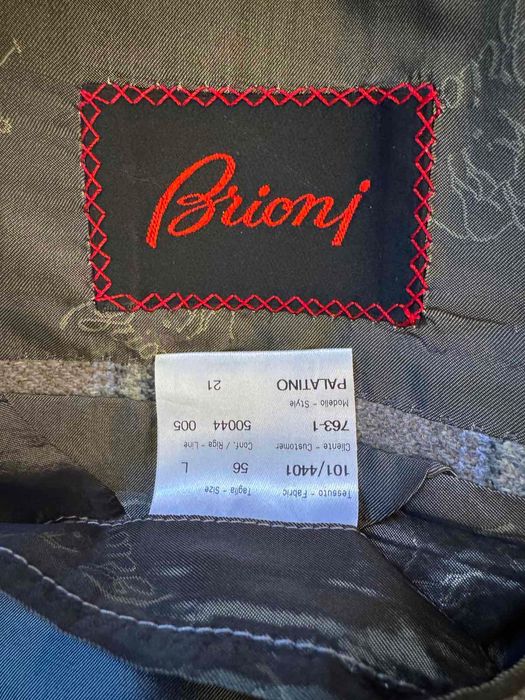 Brioni
Tessuto - Fabric Taglia - Size
101/4401 56 L
Cliente - Customer Conf. / Riga - Line
763-1 50044 005
Modello - Style
PALATINO 21